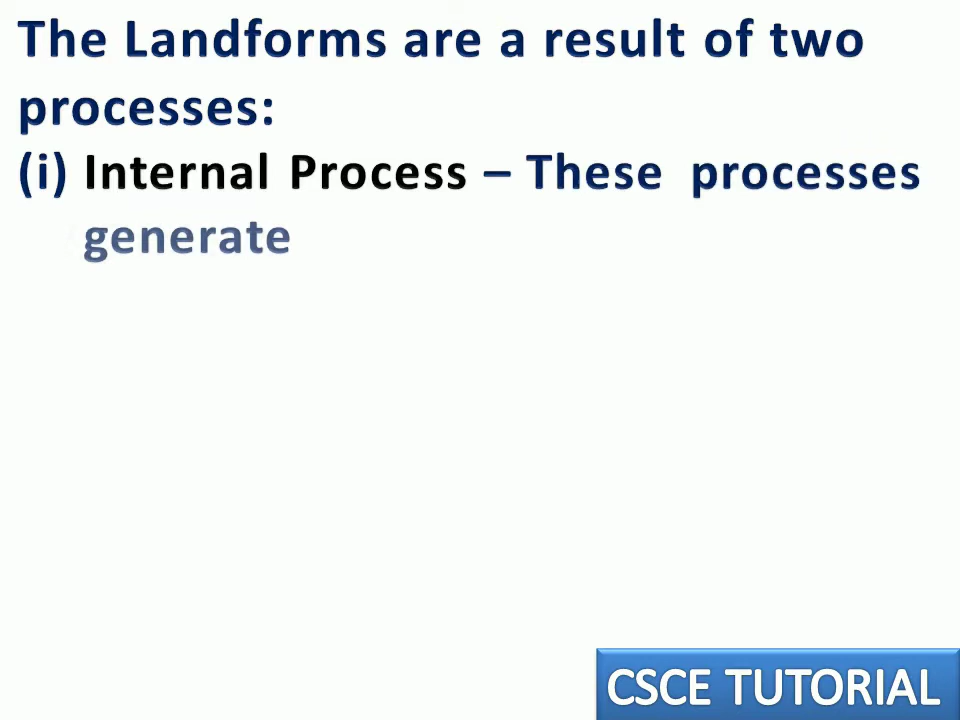 The Landforms are a result of two
processes:
(i) Internal Process – These processes
generate
CSCE TUTORIAL